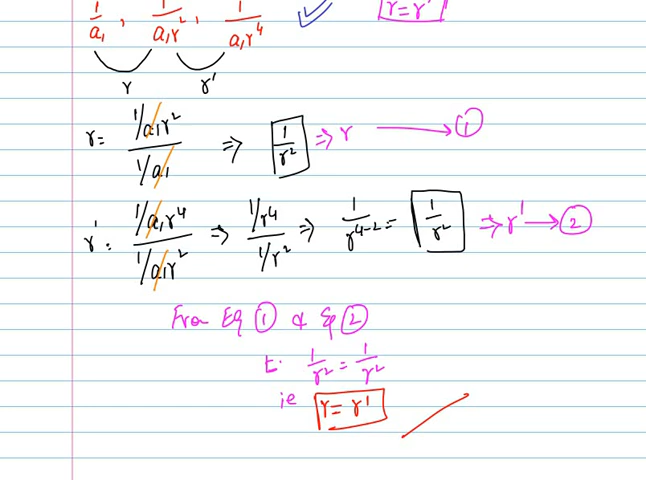 1/a₁, 1/a₁r², 1/a₁r⁴ r=r'
r r'
r= (1/a₁r²)/(1/a₁) ⇒ 1/r² ⇒ r → ①
r': (1/a₁r⁴)/(1/a₁r²) ⇒ (1/r⁴)/(1/r²) ⇒ 1/r⁴⁻² = 1/r² ⇒ r' → ②
From Eq ① & Eq ②
1/r² = 1/r²
ie r= r'